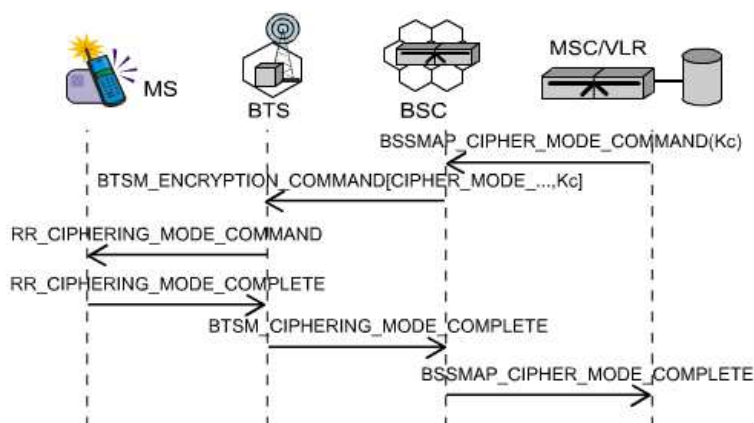 MS
BTS
BSC
MSC/VLR
BSSMAP_CIPHER_MODE_COMMAND(Kc)
BTSM_ENCRYPTION_COMMAND[CIPHER_MODE_...,Kc]
RR_CIPHERING_MODE_COMMAND
RR_CIPHERING_MODE_COMPLETE
BTSM_CIPHERING_MODE_COMPLETE
BSSMAP_CIPHER_MODE_COMPLETE